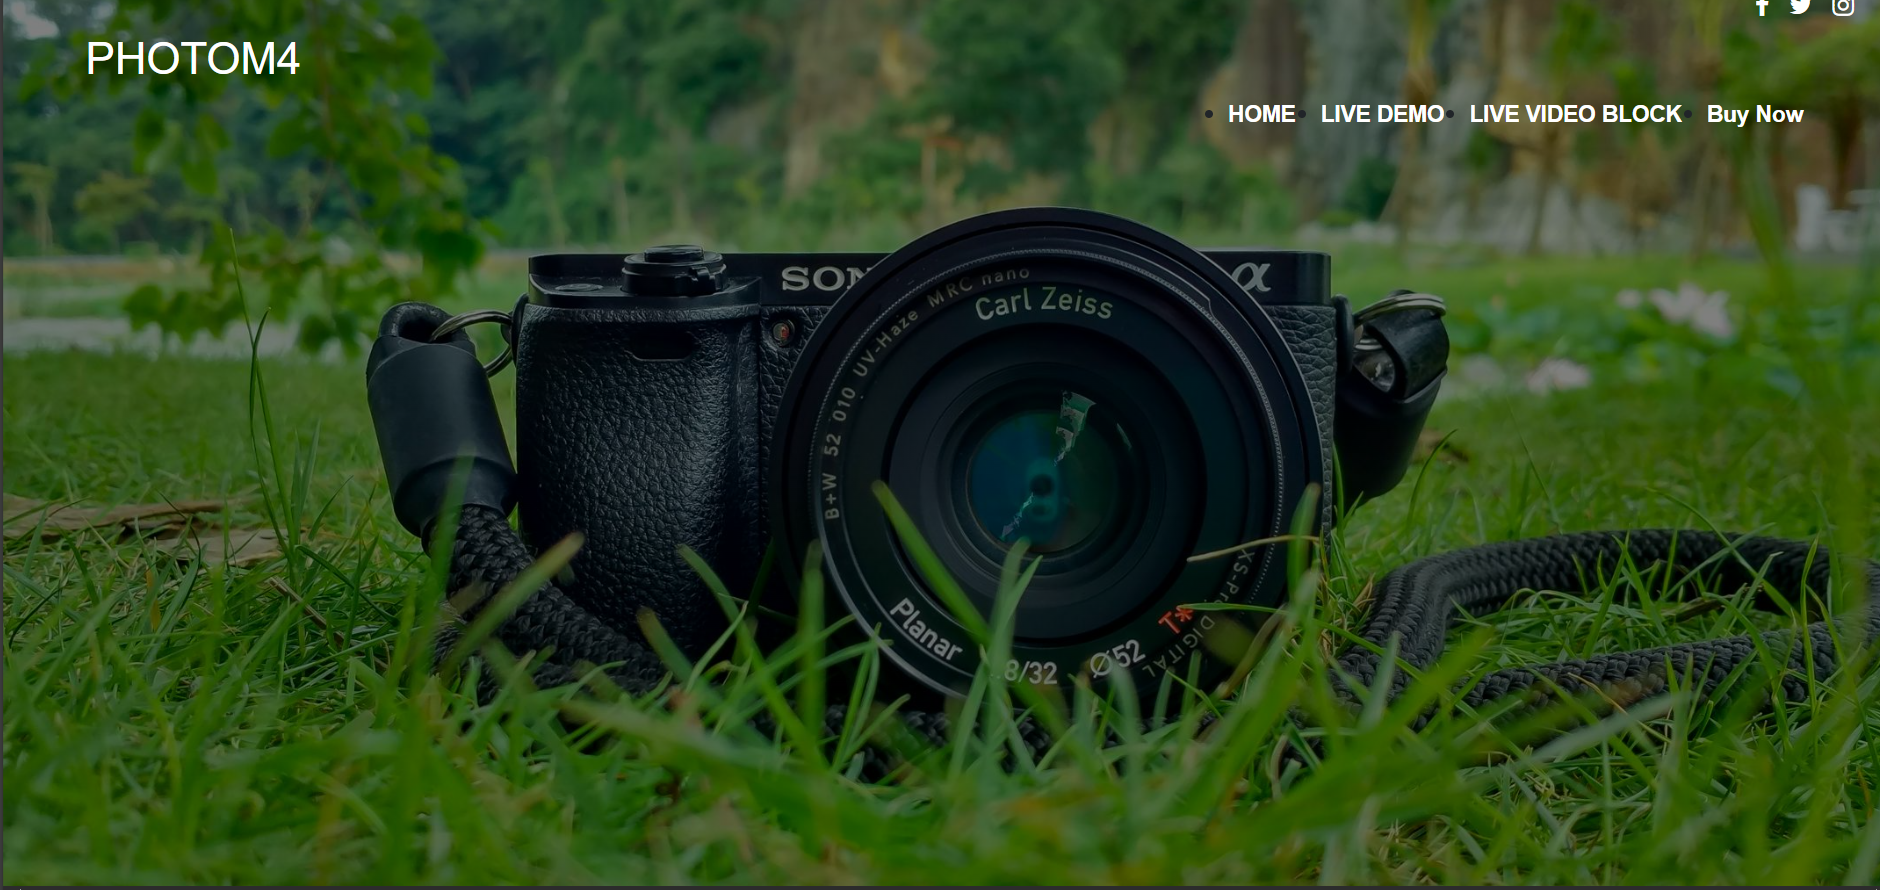 PHOTOM4
HOME
LIVE DEMO
LIVE VIDEO BLOCK
Buy Now
SON
α
MRC nano
Carl Zeiss
B+W 52 010 UV-Haze
Planar
8/32
Ø52
T*
DIGITAL